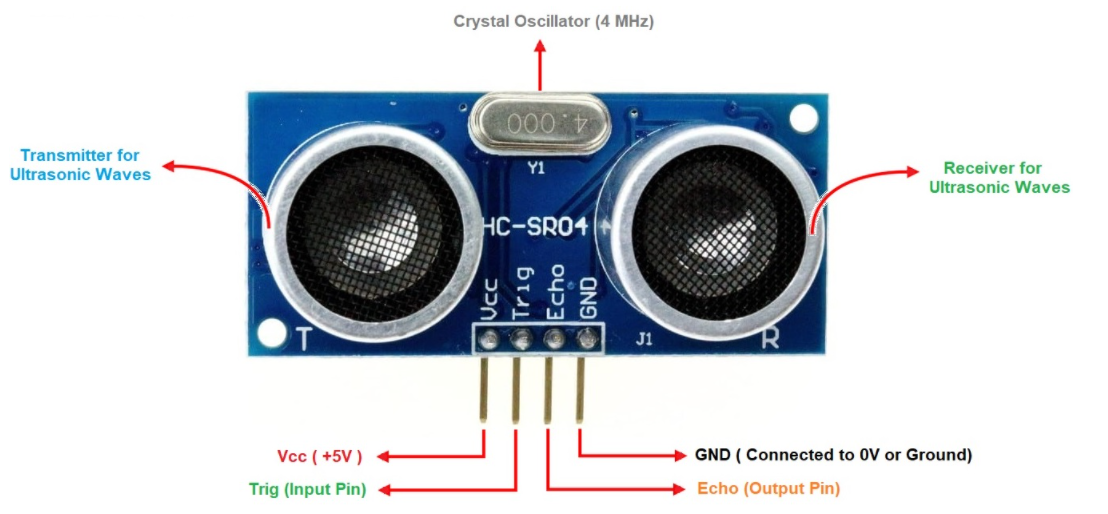 Crystal Oscillator (4 MHz)
4.000
Y1
Transmitter for
Ultrasonic Waves
Receiver for
Ultrasonic Waves
HC-SR04
Vcc
Trig
Echo
GND
T
J1
R
Vcc ( +5V )
GND ( Connected to 0V or Ground)
Trig (Input Pin)
Echo (Output Pin)